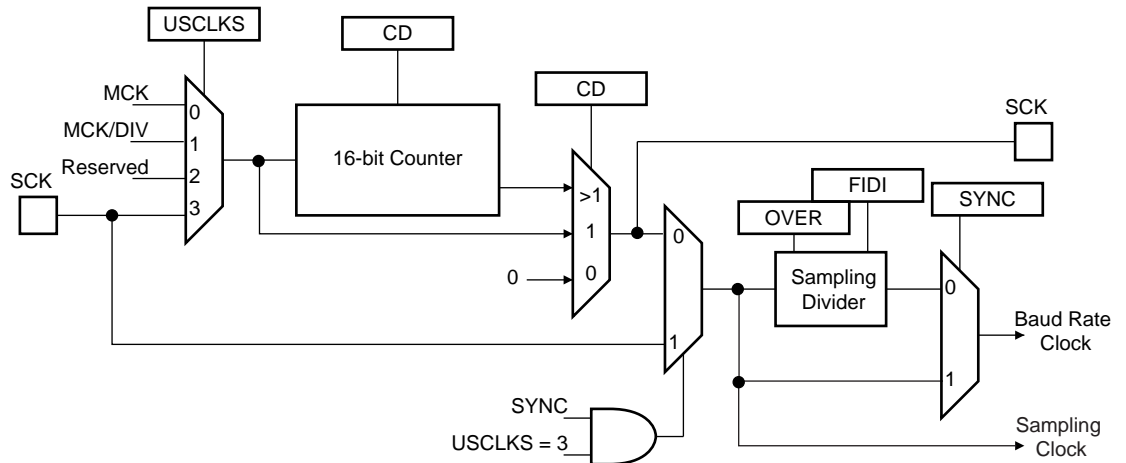 USCLKS
CD
CD
SCK
MCK
0
MCK/DIV
1
16-bit Counter
Reserved
2
SCK
3
>1
1
0
0
FIDI
OVER
SYNC
0
Sampling
Divider
0
Baud Rate
Clock
1
1
SYNC
USCLKS = 3
Sampling
Clock